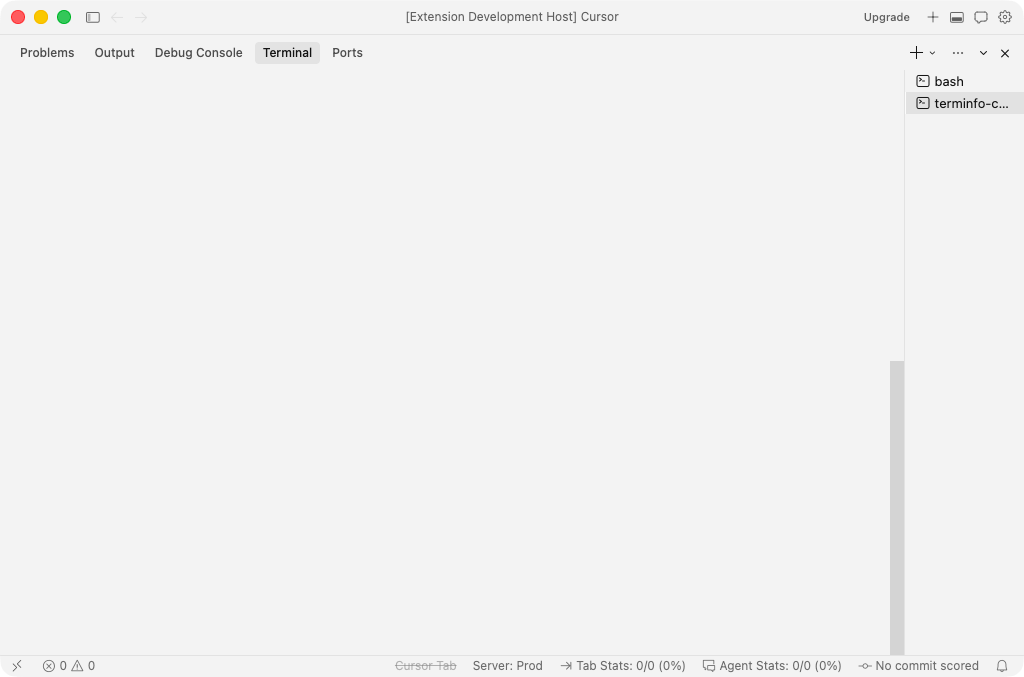 [Extension Development Host] Cursor
Upgrade
Problems Output Debug Console Terminal Ports
bash
terminfo-c...
0 0 Cursor Tab Server: Prod Tab Stats: 0/0 (0%) Agent Stats: 0/0 (0%) No commit scored